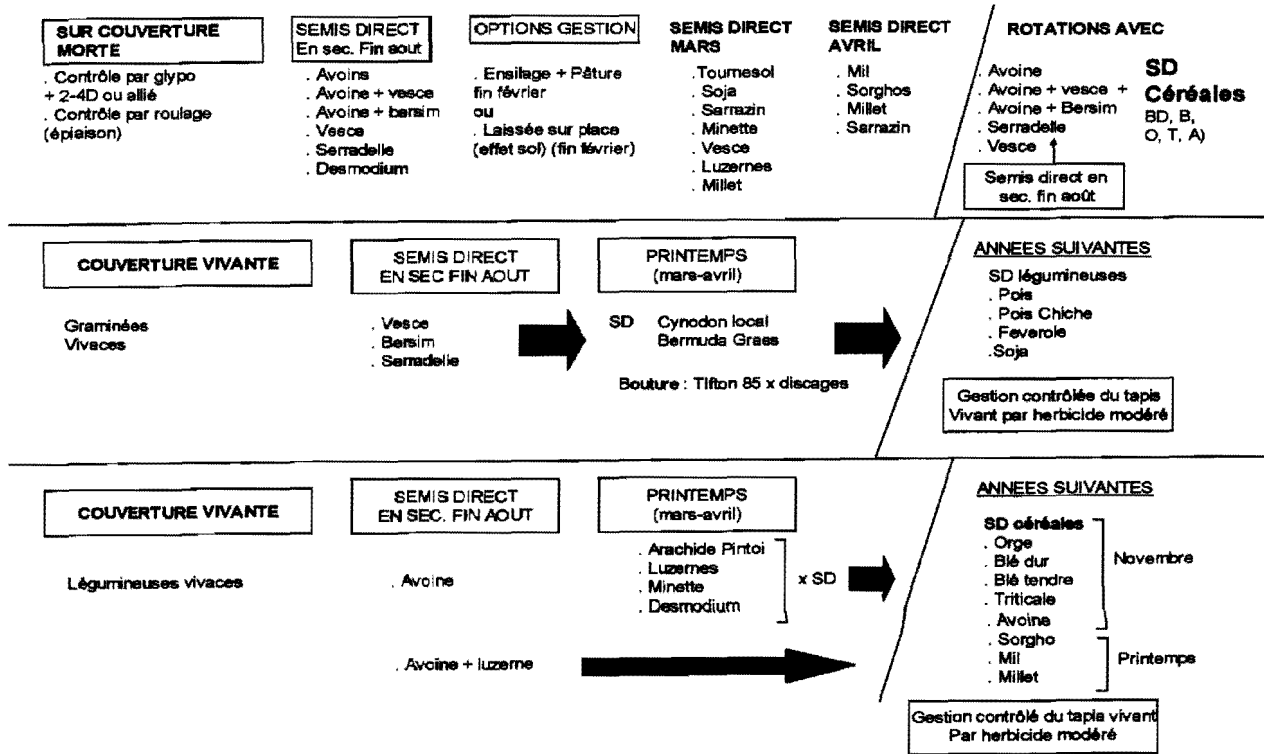 SUR COUVERTURE
MORTE
. Contrôle par glypo
+ 2-4D ou allié
. Contrôle par roulage
(épiaison)
SEMIS DIRECT
En sec. Fin aout
. Avoins
. Avoine + vesce
. Avoine + bersim
. Vesce
. Serradelle
. Desmodium
OPTIONS GESTION
. Ensilage + Pâture
fin février
ou
. Laissée sur place
(effet sol) (fin février)
SEMIS DIRECT
MARS
. Tournesol
. Soja
. Sarrazin
. Minette
. Vesce
. Luzernes
. Millet
SEMIS DIRECT
AVRIL
. Mil
. Sorghos
. Millet
. Sarrazin
ROTATIONS AVEC
. Avoine
. Avoine + vesce +
. Avoine + Bersim
. Serradelle
. Vesce
SD
Céréales
BD, B,
O, T, A)
Semis direct en
sec. fin août
COUVERTURE VIVANTE
Graminées
Vivaces
SEMIS DIRECT
EN SEC FIN AOUT
. Vesce
. Bersim
. Serradelle
PRINTEMPS
(mars-avril)
SD Cynodon local
Bermuda Grass
Bouture : Tifton 85 x discages
ANNEES SUIVANTES
SD légumineuses
. Pois
. Pois Chiche
. Feverole
.Soja
Gestion contrôlée du tapis
Vivant par herbicide modéré
COUVERTURE VIVANTE
Légumineuses vivaces
SEMIS DIRECT
EN SEC. FIN AOUT
. Avoine
. Avoine + luzerne
PRINTEMPS
(mars-avril)
. Arachide Pintoi
. Luzernes
. Minette
. Desmodium
x SD
ANNEES SUIVANTES
SD céréales
. Orge
. Blé dur
. Blé tendre
. Triticale
. Avoine
. Sorgho
. Mil
. Millet
Novembre
Printemps
Gestion contrôlé du tapis vivant
Par herbicide modéré